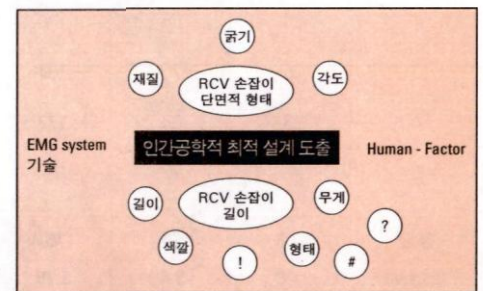 굵기
재질
RCV 손잡이
단면적 형태
각도
EMG system
기술
인간공학적 최적 설계 도출
Human - Factor
길이
RCV 손잡이
길이
무게
색깔
!
형태
#
?